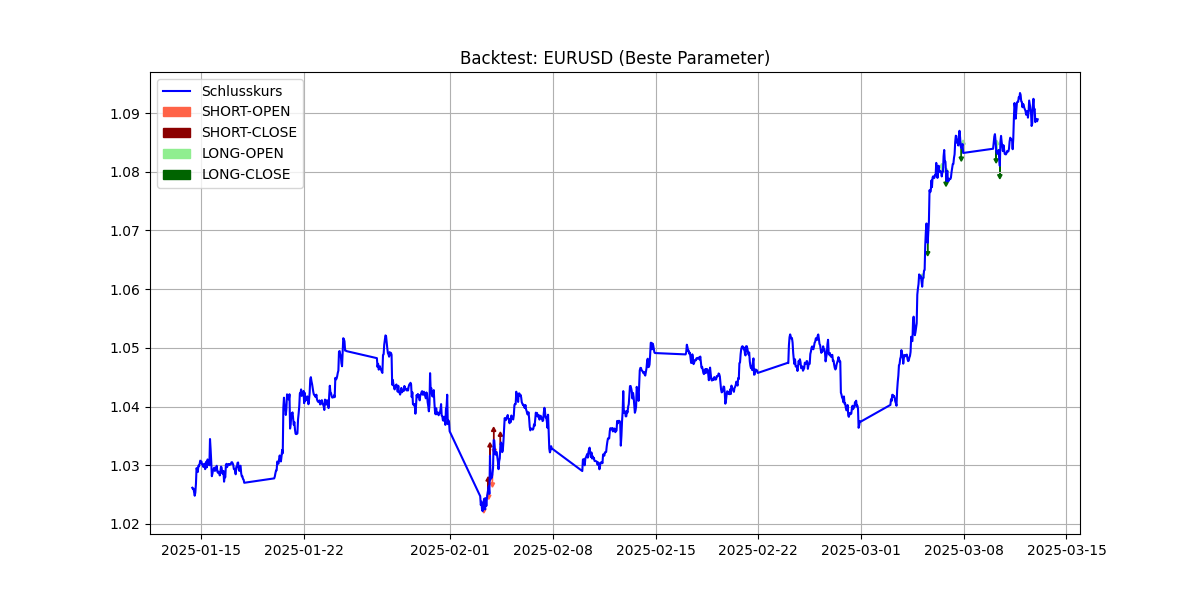 Backtest: EURUSD (Beste Parameter)
Schlusskurs
SHORT-OPEN
SHORT-CLOSE
LONG-OPEN
LONG-CLOSE
1.09
1.08
1.07
1.06
1.05
1.04
1.03
1.02
2025-01-15 2025-01-22 2025-02-01 2025-02-08 2025-02-15 2025-02-22 2025-03-01 2025-03-08 2025-03-15